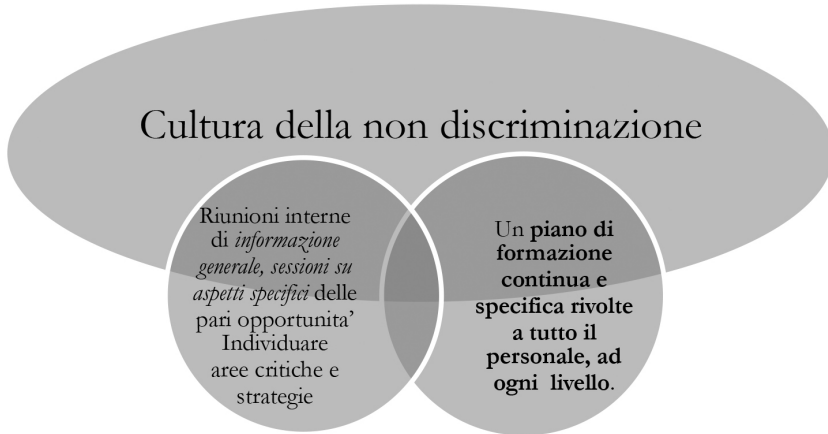 Cultura della non discriminazione
Riunioni interne
di informazione
generale, sessioni su
aspetti specifici delle
pari opportunita’
Individuare
aree critiche e
strategie
Un piano di
formazione
continua e
specifica rivolte
a tutto il
personale, ad
ogni livello.